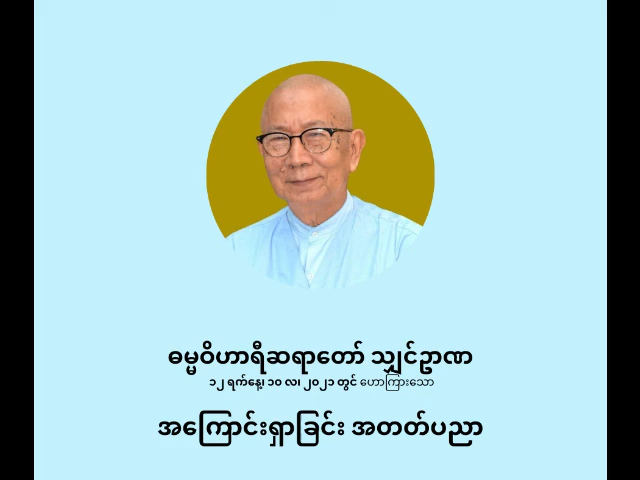 ဓမ္မဝိဟာရီဆရာတော် သျှင်ဥာဏ
၁၂ ရက်နေ့၊ ၁၀ လ၊ ၂၀၂၁ တွင် ဟောကြားသော
အကြောင်းရှာခြင်း အတတ်ပညာ